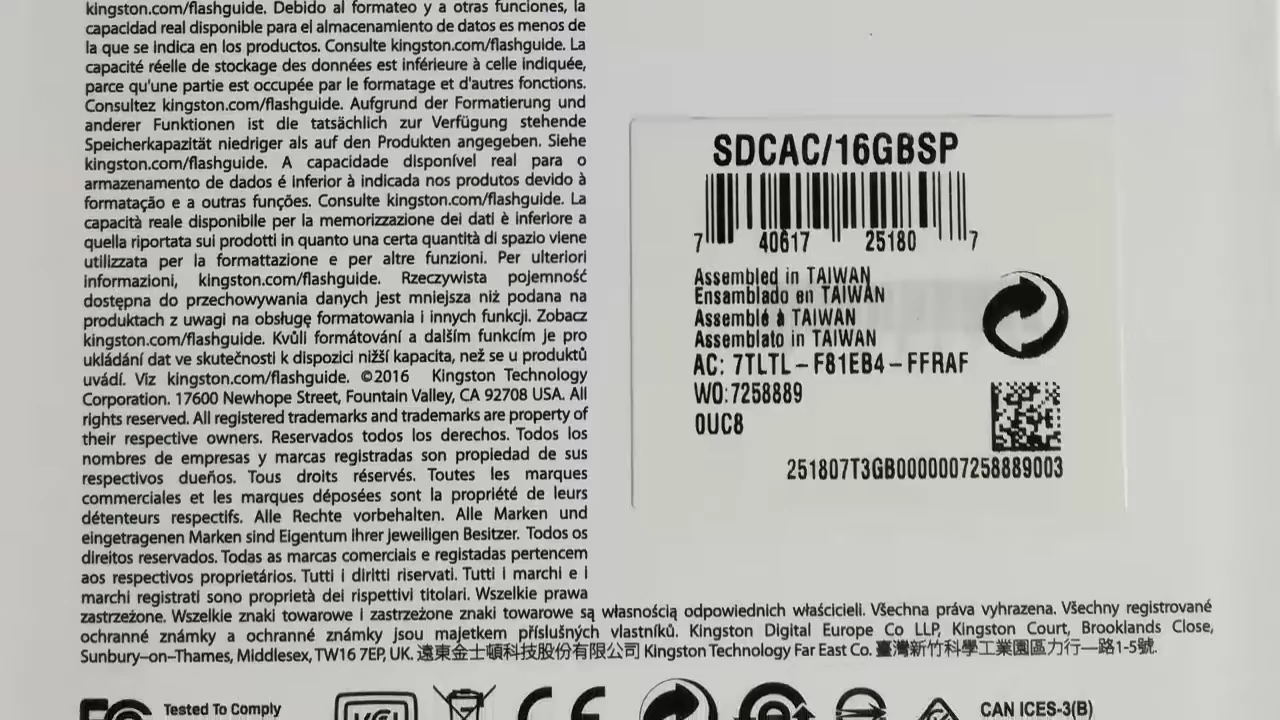 kingston.com/flashguide. Debido al formateo y a otras funciones, la
capacidad real disponible para el almacenamiento de datos es menos de
la que se indica en los productos. Consulte kingston.com/flashguide. La
capacité réelle de stockage des données est inférieure à celle indiquée,
parce qu'une partie est occupée par le formatage et d'autres fonctions.
Consultez kingston.com/flashguide. Aufgrund der Formatierung und
anderer Funktionen ist die tatsächlich zur Verfügung stehende
Speicherkapazität niedriger als auf den Produkten angegeben. Siehe
kingston.com/flashguide. A capacidade disponível real para o
armazenamento de dados é inferior à indicada nos produtos devido à
formatação e a outras funções. Consulte kingston.com/flashguide. La
capacità reale disponibile per la memorizzazione dei dati è inferiore a
quella riportata sui prodotti in quanto una certa quantità di spazio viene
utilizzata per la formattazione e per altre funzioni. Per ulteriori
informazioni, kingston.com/flashguide. Rzeczywista pojemność
dostępna do przechowywania danych jest mniejsza niż podana na
produktach z uwagi na obsługę formatowania i innych funkcji. Zobacz
kingston.com/flashguide. Kvůli formátování a dalším funkcím je pro
ukládání dat ve skutečnosti k dispozici nižší kapacita, než se u produktů
uvádí. Viz kingston.com/flashguide. ©2016 Kingston Technology
Corporation. 17600 Newhope Street, Fountain Valley, CA 92708 USA. All
rights reserved. All registered trademarks and trademarks are property of
their respective owners. Reservados todos los derechos. Todos los
nombres de empresas y marcas registradas son propiedad de sus
respectivos dueños. Tous droits réservés. Toutes les marques
commerciales et les marques déposées sont la propriété de leurs
détenteurs respectifs. Alle Rechte vorbehalten. Alle Marken und
eingetragenen Marken sind Eigentum ihrer jeweiligen Besitzer. Todos os
direitos reservados. Todas as marcas comerciais e registadas pertencem
aos respectivos proprietários. Tutti i diritti riservati. Tutti i marchi e i
marchi registrati sono proprietà dei rispettivi titolari. Wszelkie prawa
zastrzeżone. Wszelkie znaki towarowe i zastrzeżone znaki towarowe są własnością odpowiednich właścicieli. Všechna práva vyhrazena. Všechny registrované
ochranné známky a ochranné známky jsou majetkem příslušných vlastníků. Kingston Digital Europe Co LLP, Kingston Court, Brooklands Close,
Sunbury-on-Thames, Middlesex, TW16 7EP, UK. 遠東金士頓科技股份有限公司 Kingston Technology Far East Co. 臺灣新竹科學工業園區力行一路1-5號.
SDCAC/16GBSP
7 40617 25180 7
Assembled in TAIWAN
Ensamblado en TAIWAN
Assemblé à TAIWAN
Assemblato in TAIWAN
AC: 7TLTL-F81EB4-FFRAF
WO:7258889
0UC8
251807T3GB0000007258889003
Tested To Comply
CAN ICES-3(B)